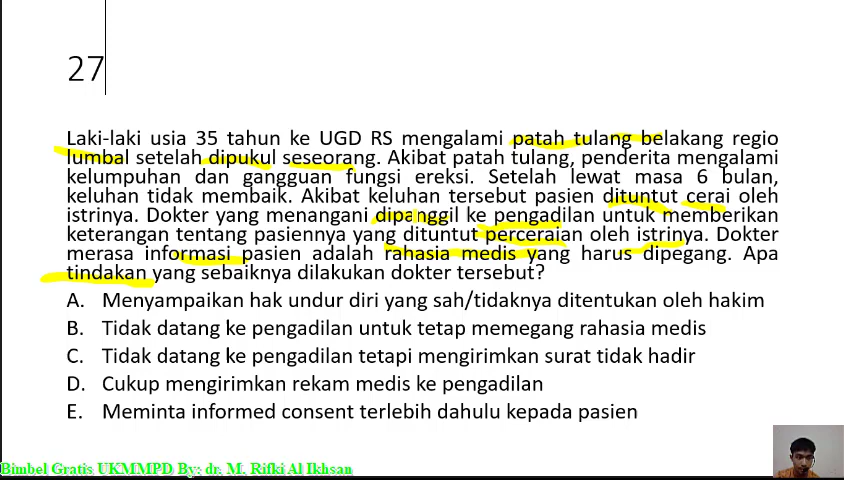 27
Laki-laki usia 35 tahun ke UGD RS mengalami patah tulang belakang regio
lumbal setelah dipukul seseorang. Akibat patah tulang, penderita mengalami
kelumpuhan dan gangguan fungsi ereksi. Setelah lewat masa 6 bulan,
keluhan tidak membaik. Akibat keluhan tersebut pasien dituntut cerai oleh
istrinya. Dokter yang menangani dipanggil ke pengadilan untuk memberikan
keterangan tentang pasiennya yang dituntut perceraian oleh istrinya. Dokter
merasa informasi pasien adalah rahasia medis yang harus dipegang. Apa
tindakan yang sebaiknya dilakukan dokter tersebut?
A. Menyampaikan hak undur diri yang sah/tidaknya ditentukan oleh hakim
B. Tidak datang ke pengadilan untuk tetap memegang rahasia medis
C. Tidak datang ke pengadilan tetapi mengirimkan surat tidak hadir
D. Cukup mengirimkan rekam medis ke pengadilan
E. Meminta informed consent terlebih dahulu kepada pasien
Bimbel Gratis UKMMPD By: dr. M. Rifki Al Ikhsan